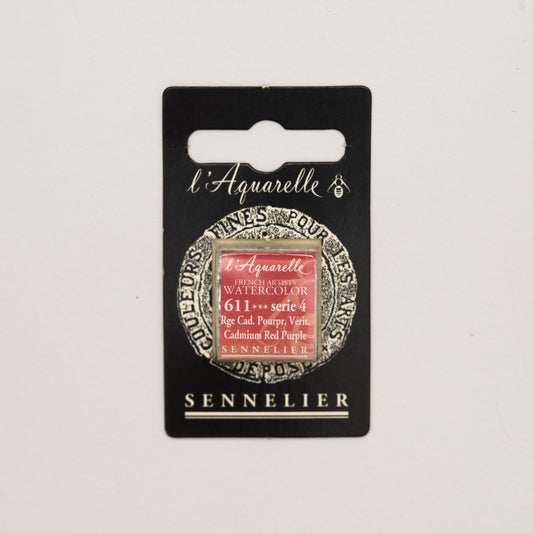 l'Aquarelle
COULEURS FINES POUR LES ARTS
DÉPOSÉ
l'Aquarelle
FRENCH ARTISTS'
WATERCOLOR
611*** serie 4
Rge Cad. Pourpr. Vérit.
Cadmium Red Purple
SENNELIER
SENNELIER